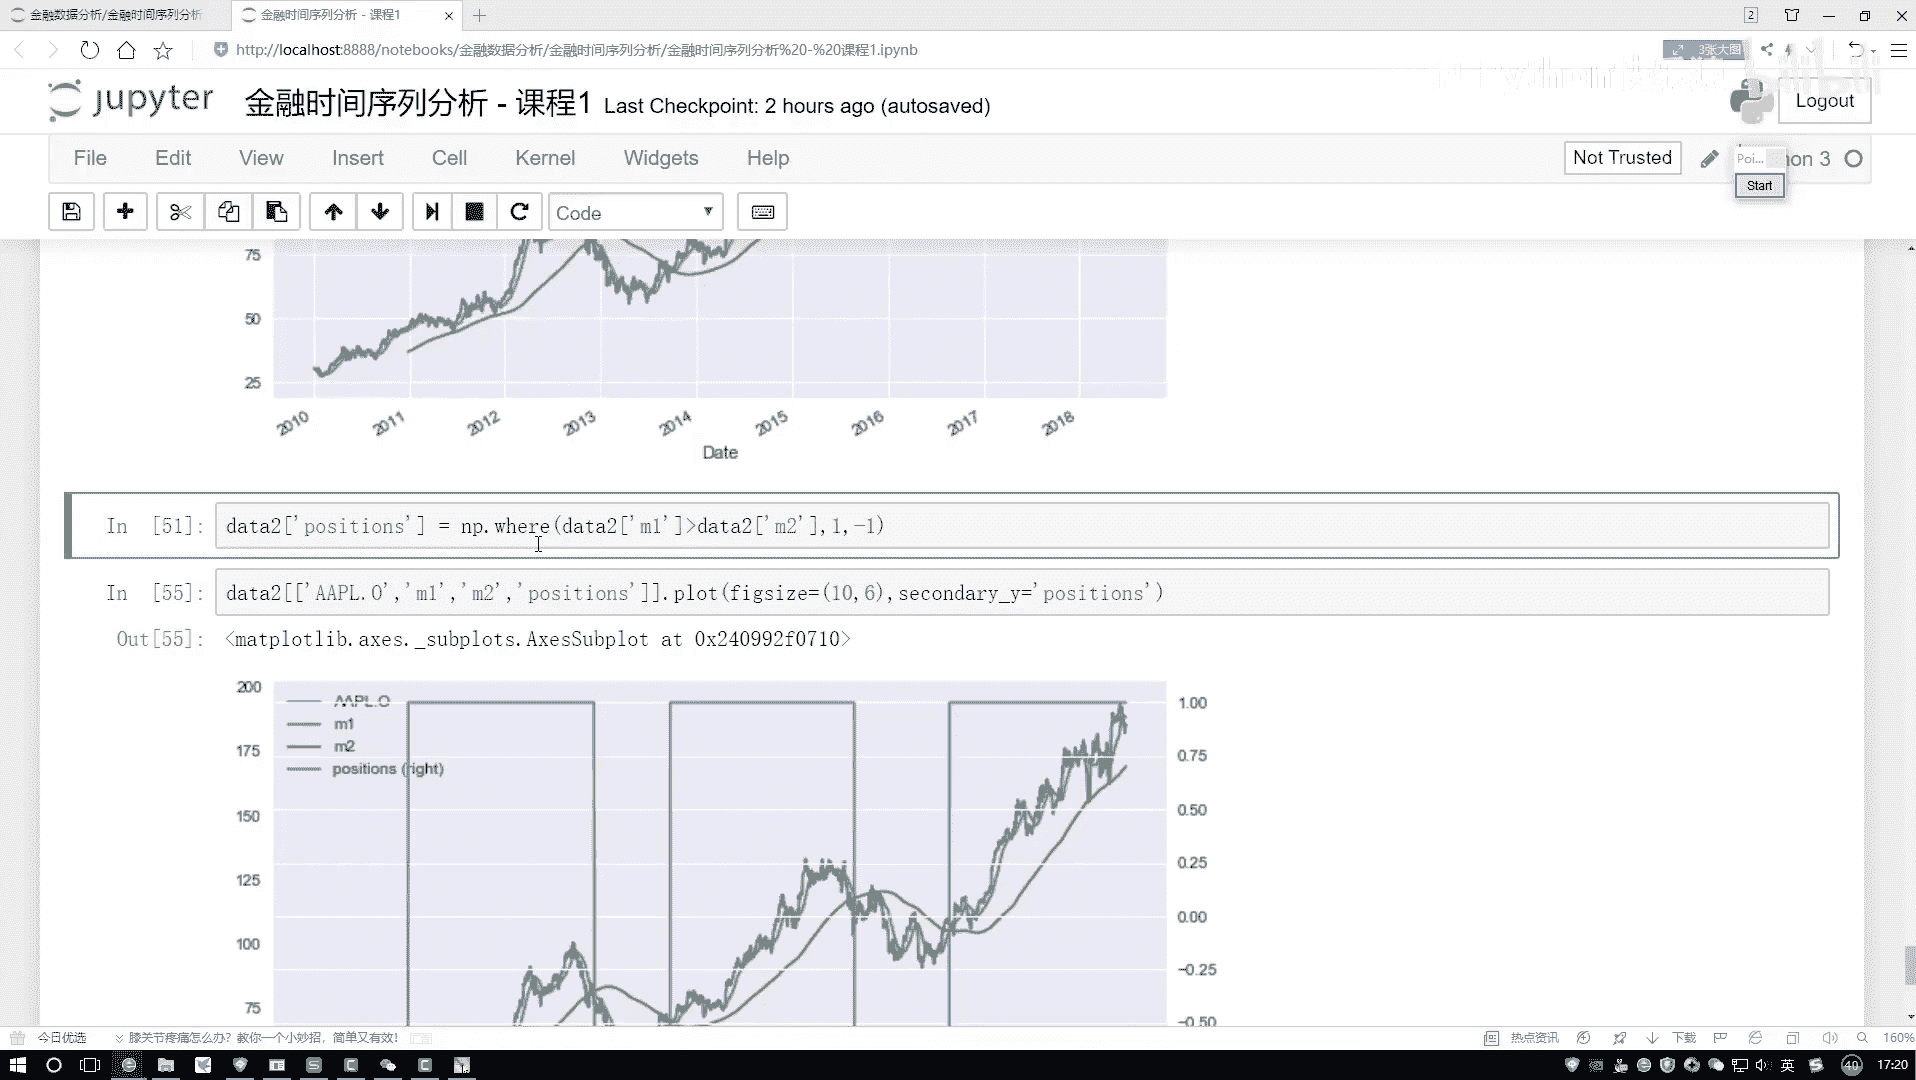 金融数据分析/金融时间序列分析
金融时间序列分析 - 课程1
2
http://localhost:8888/notebooks/金融数据分析/金融时间序列分析/金融时间序列分析%20-%20课程1.ipynb
3张大图
bilibili
jupyter 金融时间序列分析 - 课程1 Last Checkpoint: 2 hours ago (autosaved)
Logout
File Edit View Insert Cell Kernel Widgets Help
Not Trusted
Poi...
hon 3
Start
Code
75
50
25
2010 2011 2012 2013 2014 2015 2016 2017 2018
Date
In [51]: data2['positions'] = np.where(data2['m1']>data2['m2'],1,-1)
In [55]: data2[['AAPL.O','m1','m2','positions']].plot(figsize=(10,6),secondary_y='positions')
Out[55]: <matplotlib.axes._subplots.AxesSubplot at 0x240992f0710>
200
AAPL.O
1.00
m1
m2
175
0.75
positions (right)
150
0.50
125
0.25
0.00
100
-0.25
75
-0.50
今日优选
膝关节疼痛怎么办？教你一个小妙招，简单又有效！
热点资讯
下载
160%
英
40
17:20